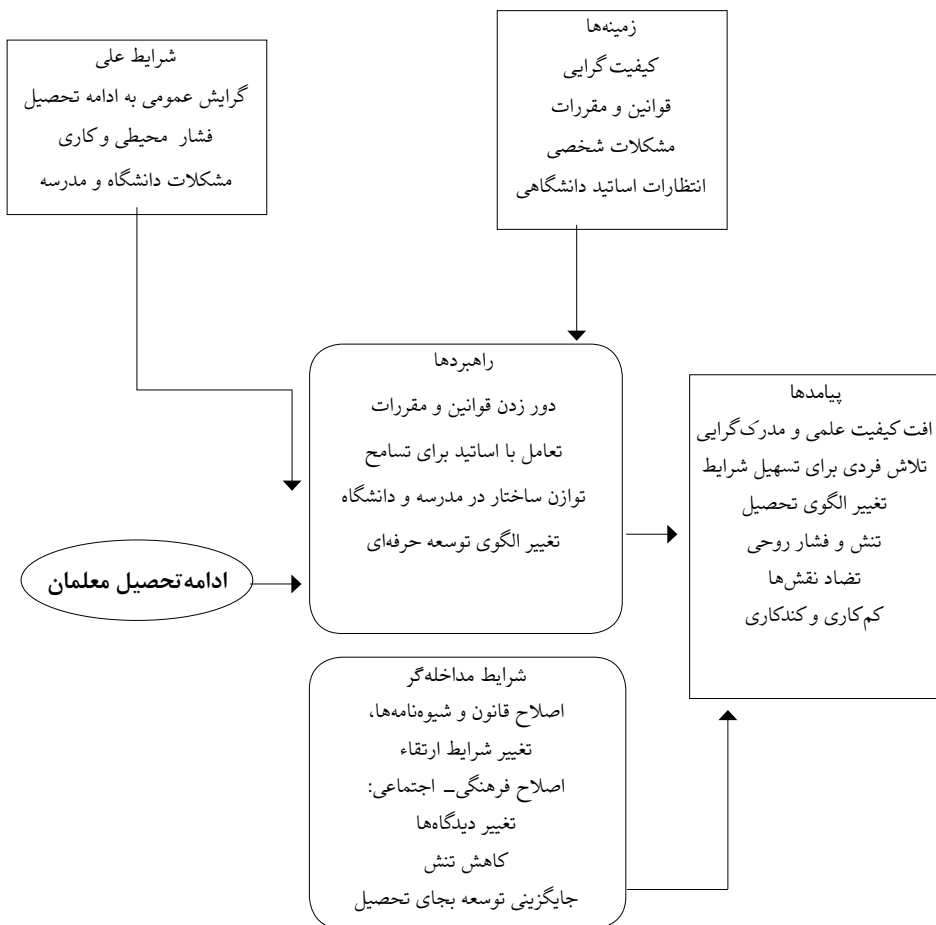 شرایط علی
گرایش عمومی به ادامه تحصیل
فشار محیطی و کاری
مشکلات دانشگاه و مدرسه
زمینه‌ها
کیفیت گرایی
قوانین و مقررات
مشکلات شخصی
انتظارات اساتید دانشگاهی
راهبردها
دور زدن قوانین و مقررات
تعامل با اساتید برای تسامح
توازن ساختار در مدرسه و دانشگاه
تغییر الگوی توسعه حرفه‌ای
ادامه تحصیل معلمان
پیامدها
افت کیفیت علمی و مدرک‌گرایی
تلاش فردی برای تسهیل شرایط
تغییر الگوی تحصیل
تنش و فشار روحی
تضاد نقش‌ها
کم‌کاری و کندکاری
شرایط مداخله‌گر
اصلاح قانون و شیوه‌نامه‌ها،
تغییر شرایط ارتقاء
اصلاح فرهنگی– اجتماعی:
تغییر دیدگاه‌ها
کاهش تنش
جایگزینی توسعه بجای تحصیل